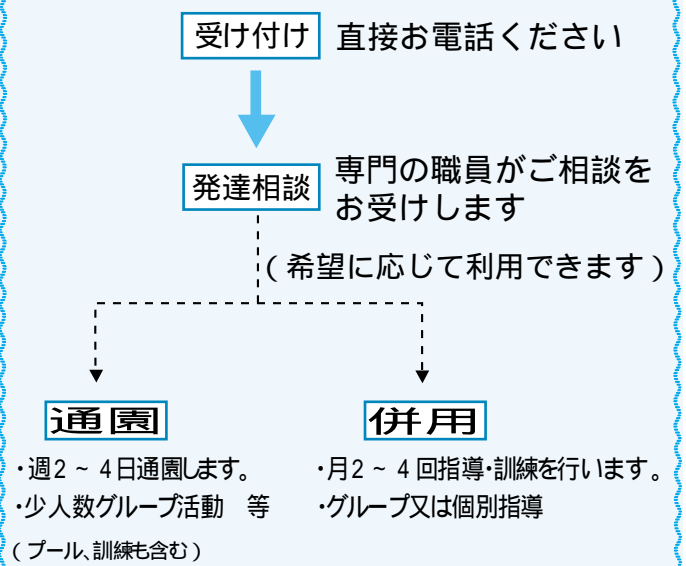 受け付け 直接お電話ください
発達相談 専門の職員がご相談を
お受けします
(希望に応じて利用できます)
通園
・週2~4日通園します。
・少人数グループ活動　等
(プール、訓練も含む)
併用
・月2~4回指導・訓練を行います。
・グループ又は個別指導